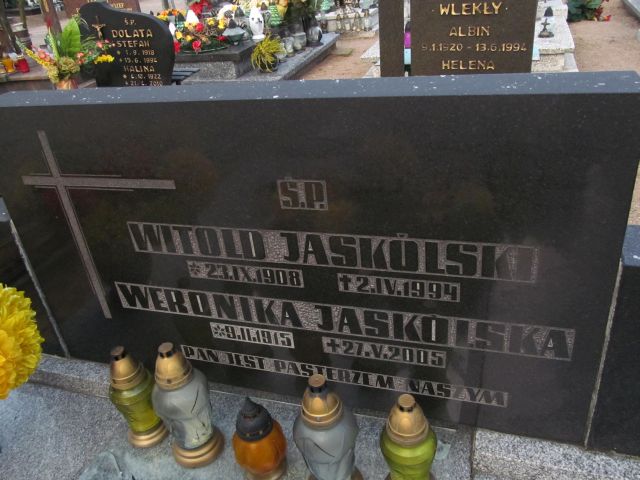 Ś.P.
DOLATA
STEFAN
HALINA
WLEKŁY
ALBIN
9.1.1920 - 13.6.1994
HELENA
Ś.P.
WITOLD JASKÓLSKI
*23.IX.1908 +2.IV.1994
WERONIKA JASKÓLSKA
*9.II.1915 +27.V.2005
PAN JEST PASTERZEM NASZYM